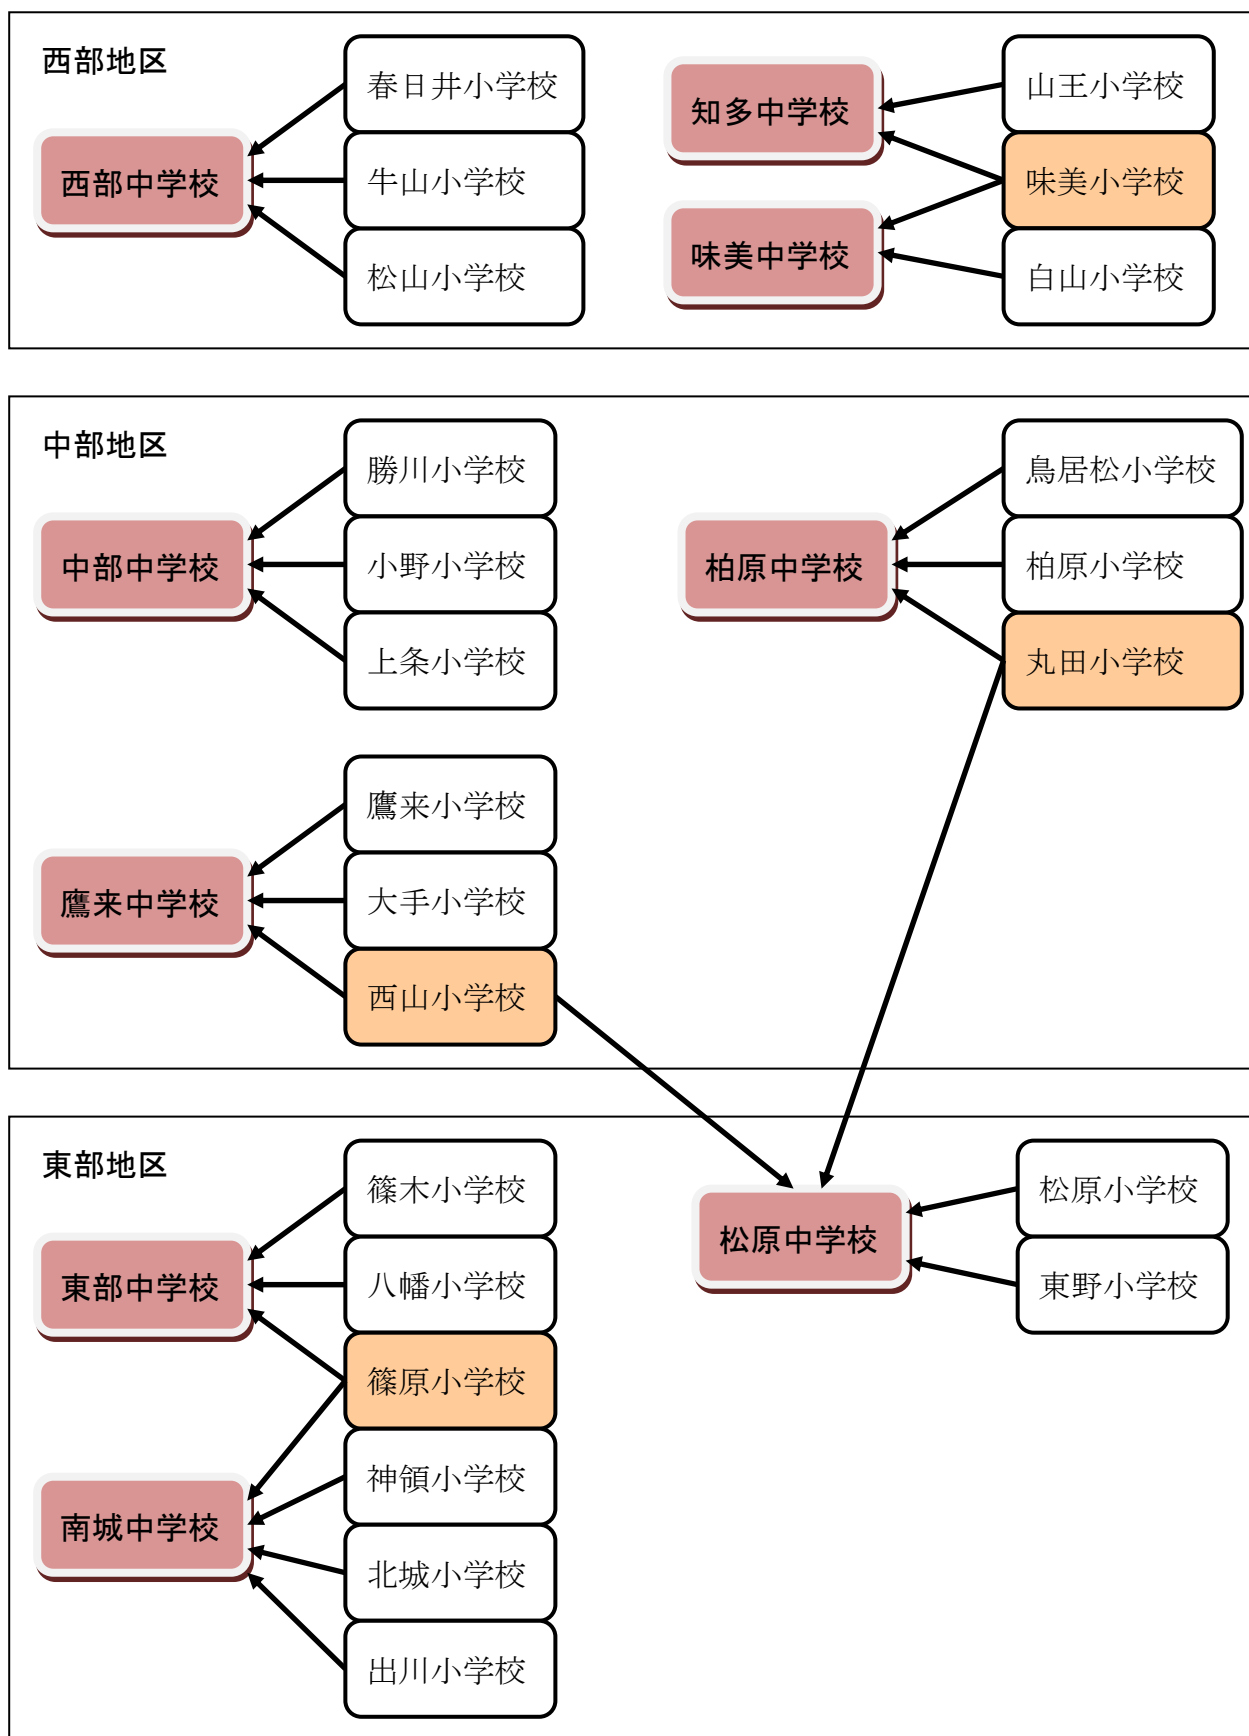 西部地区
春日井小学校
西部中学校
牛山小学校
松山小学校
知多中学校
山王小学校
味美小学校
味美中学校
白山小学校
中部地区
勝川小学校
中部中学校
小野小学校
上条小学校
鳥居松小学校
柏原中学校
柏原小学校
丸田小学校
鷹来小学校
鷹来中学校
大手小学校
西山小学校
東部地区
篠木小学校
東部中学校
八幡小学校
篠原小学校
南城中学校
神領小学校
北城小学校
出川小学校
松原中学校
松原小学校
東野小学校